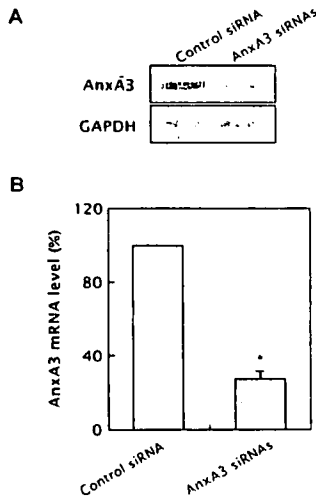 A
Control siRNA
AnxA3 siRNAs
AnxA3
GAPDH
B
AnxA3 mRNA level (%)
120
80
40
0
*
Control siRNA
AnxA3 siRNAs